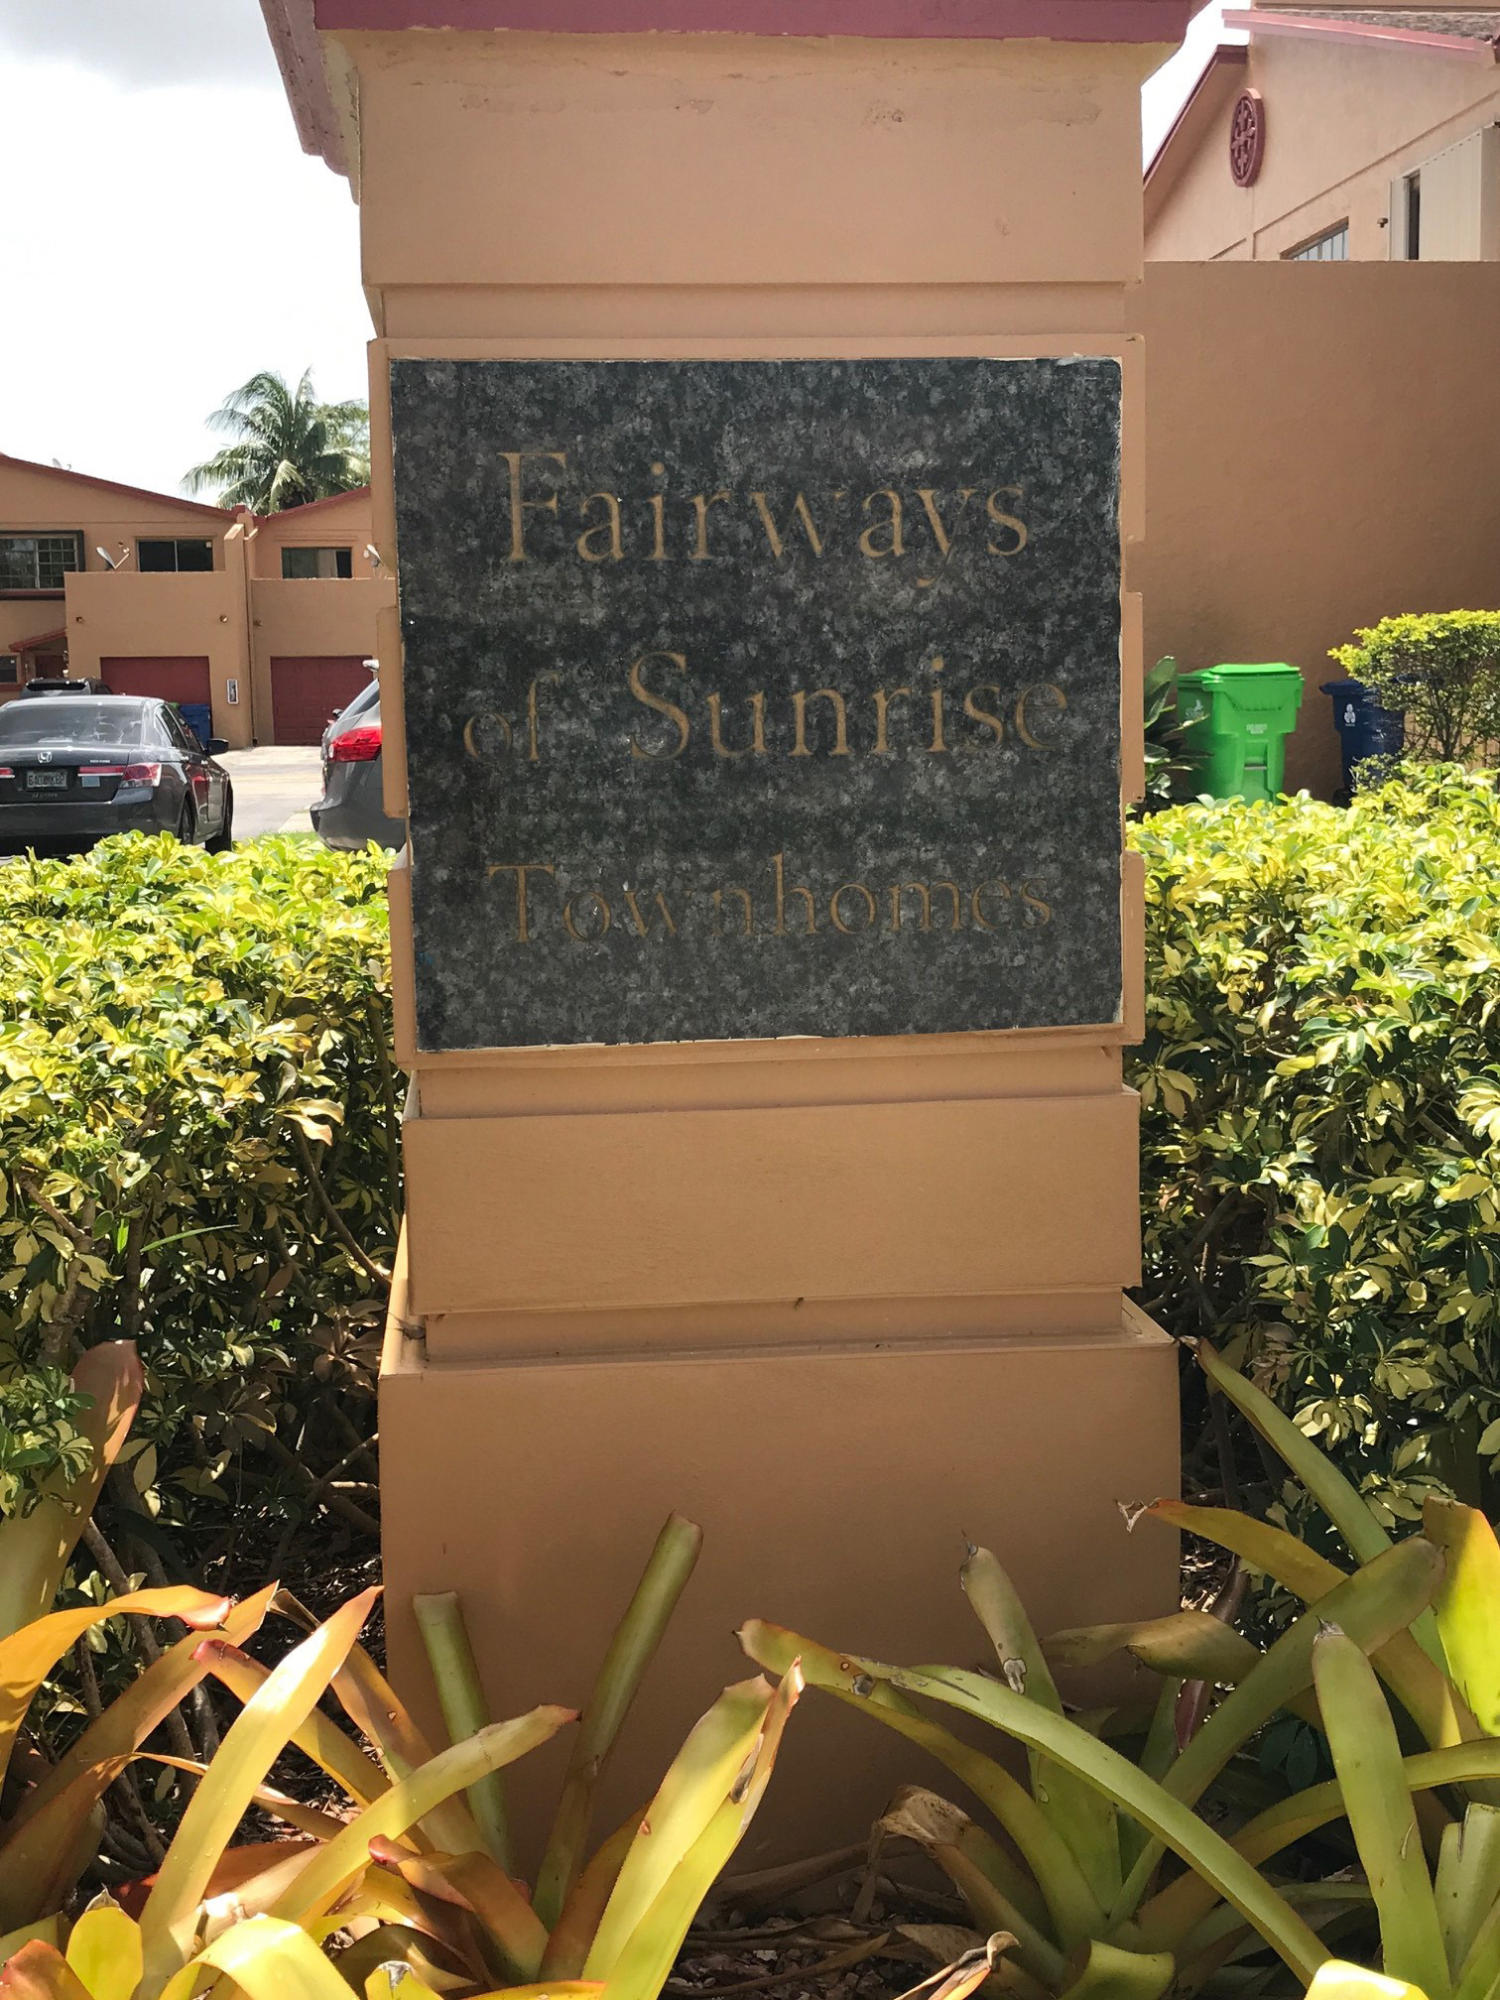 Fairways
of Sunrise
Townhomes